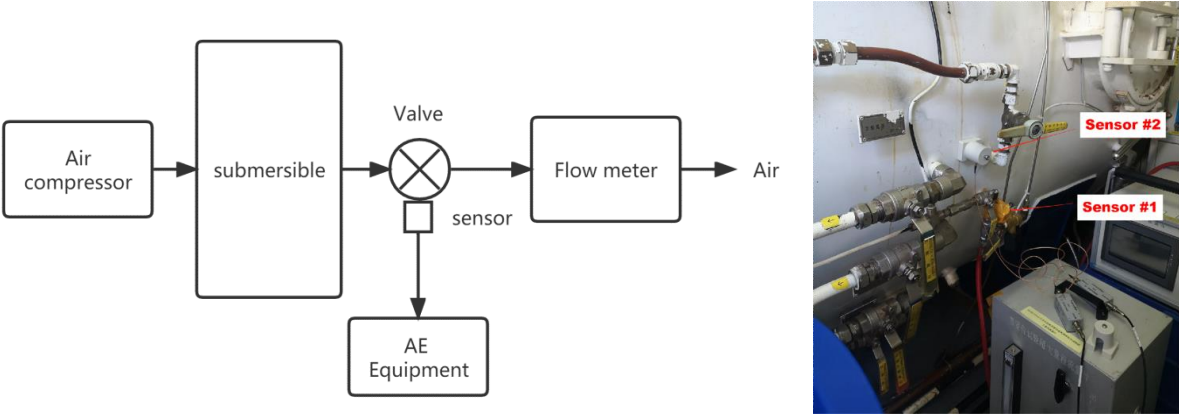 Air
compressor
submersible
Valve
sensor
Flow meter
Air
AE
Equipment
Sensor #2
Sensor #1